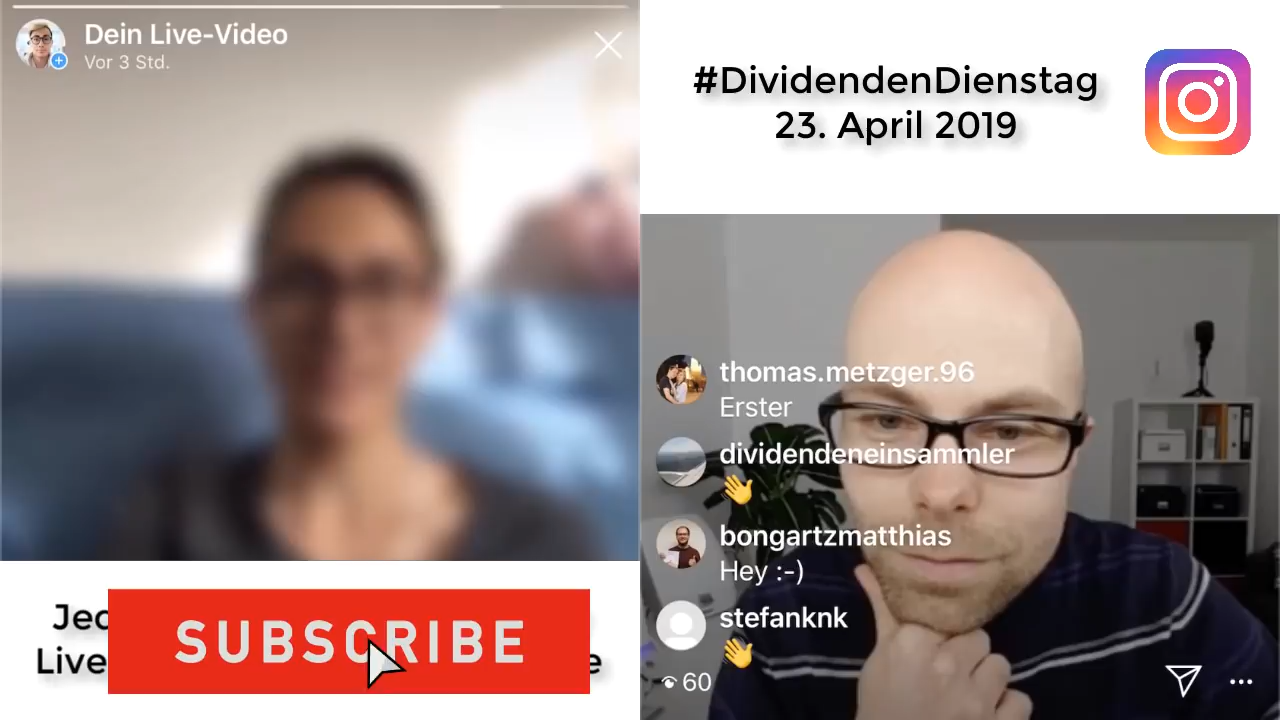 Dein Live-Video
Vor 3 Std.
#DividendenDienstag
23. April 2019
thomas.metzger.96
Erster
dividendeneinsammler
👋
bongartzmatthias
Hey :-)
stefanknk
👋
60
SUBSCRIBE
Live